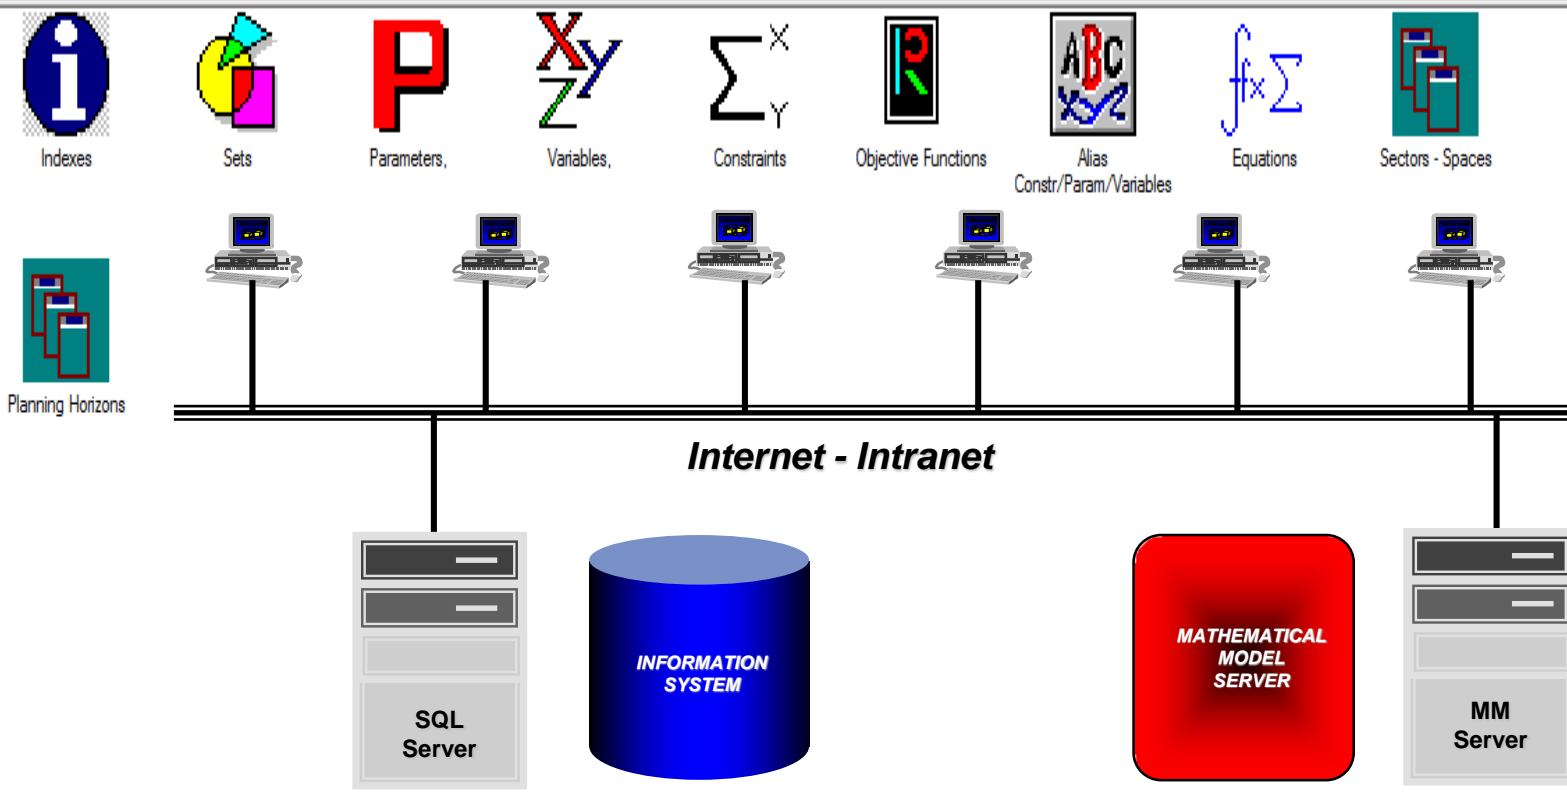 Indexes
Sets
Parameters,
Variables,
Constraints
Objective Functions
Alias
Constr/Param/Variables
Equations
Sectors - Spaces
Planning Horizons
Internet - Intranet
SQL
Server
INFORMATION
SYSTEM
MATHEMATICAL
MODEL
SERVER
MM
Server